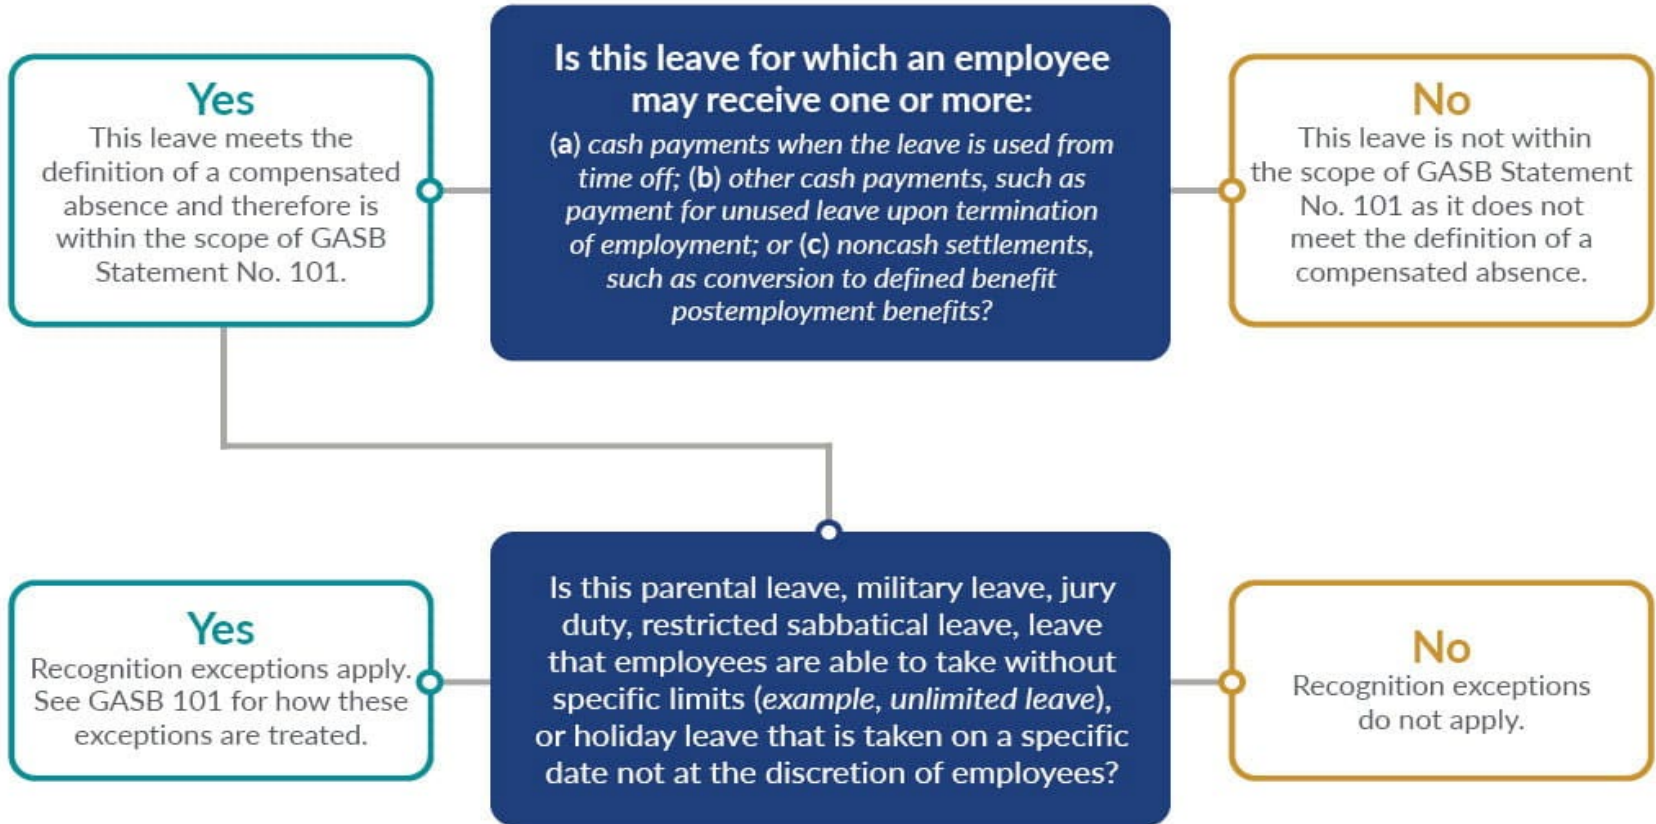 Is this leave for which an employee
may receive one or more:
(a) cash payments when the leave is used from
time off; (b) other cash payments, such as
payment for unused leave upon termination
of employment; or (c) noncash settlements,
such as conversion to defined benefit
postemployment benefits?
Yes
This leave meets the
definition of a compensated
absence and therefore is
within the scope of GASB
Statement No. 101.
No
This leave is not within
the scope of GASB Statement
No. 101 as it does not
meet the definition of a
compensated absence.
Is this parental leave, military leave, jury
duty, restricted sabbatical leave, leave
that employees are able to take without
specific limits (example, unlimited leave),
or holiday leave that is taken on a specific
date not at the discretion of employees?
Yes
Recognition exceptions apply.
See GASB 101 for how these
exceptions are treated.
No
Recognition exceptions
do not apply.